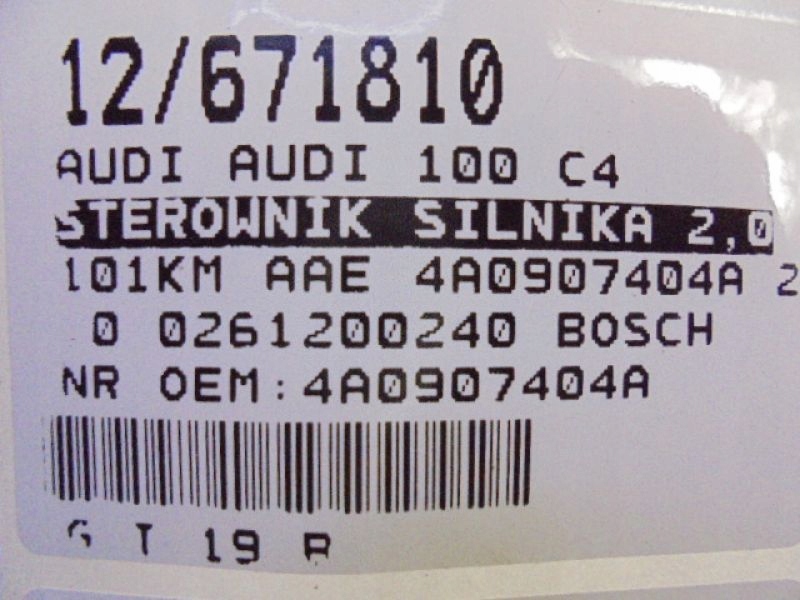 12/671810
AUDI AUDI 100 C4
STEROWNIK SILNIKA 2,0
101KM AAE 4A0907404A 2
0 0261200240 BOSCH
NR OEM:4A0907404A
G T 19 R